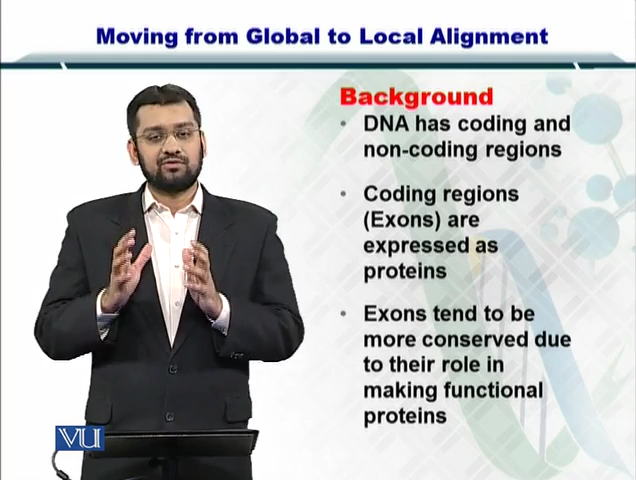 Moving from Global to Local Alignment
Background
• DNA has coding and
non-coding regions
• Coding regions
(Exons) are
expressed as
proteins
• Exons tend to be
more conserved due
to their role in
making functional
proteins
VU